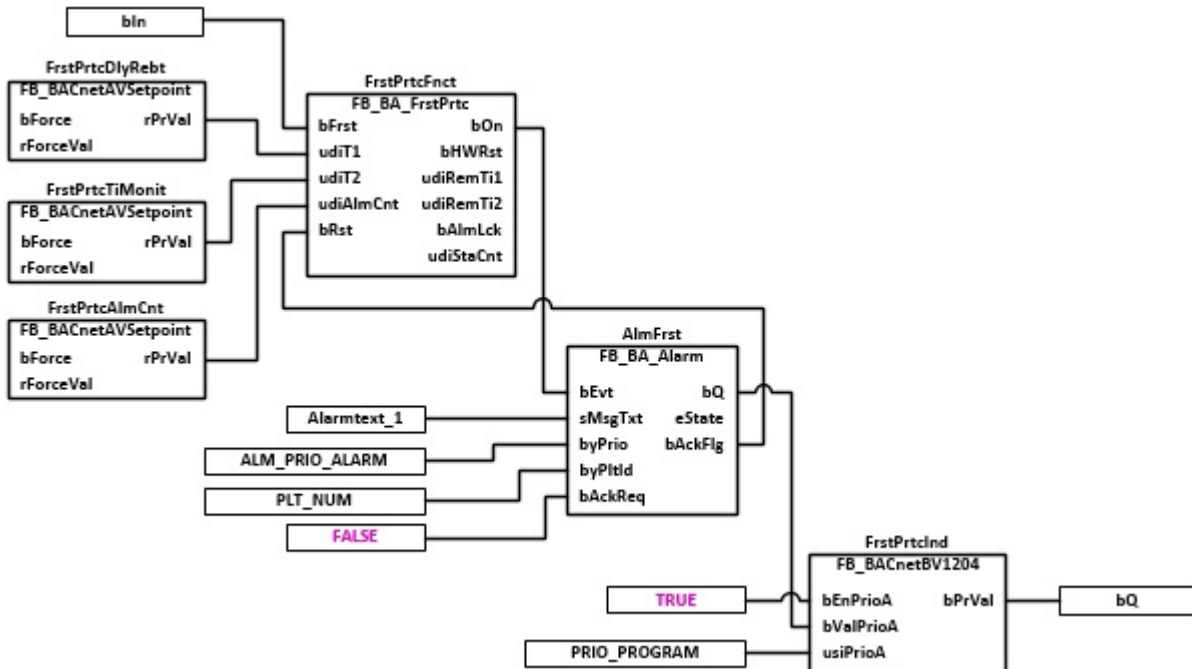 bIn
FrstPrtcDlyRebt
FB_BACnetAVSetpoint
bForce rPrVal
rForceVal
FrstPrtcTiMonit
FB_BACnetAVSetpoint
bForce rPrVal
rForceVal
FrstPrtcAlmCnt
FB_BACnetAVSetpoint
bForce rPrVal
rForceVal
FrstPrtcFnct
FB_BA_FrstPrtc
bFrst bOn
udiT1 bHWRst
udiT2 udiRemTi1
udiAlmCnt udiRemTi2
bRst bAlmLck
udiStaCnt
AlmFrst
FB_BA_Alarm
bEvt bQ
sMsgTxt eState
byPrio bAckFlg
byPltId
bAckReq
Alarmtext_1
ALM_PRIO_ALARM
PLT_NUM
FALSE
FrstPrtcInd
FB_BACnetBV1204
bEnPrioA bPrVal
bValPrioA
usiPrioA
TRUE
PRIO_PROGRAM
bQ